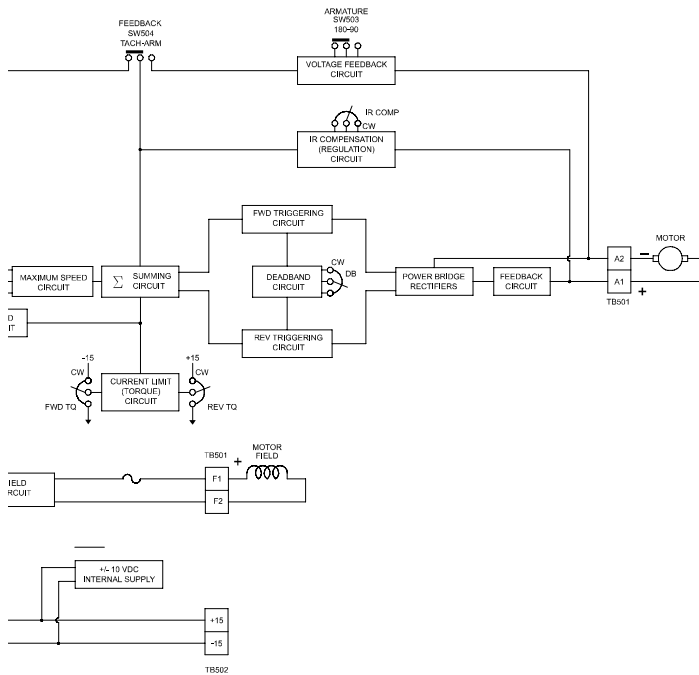 FEEDBACK
SW504
TACH-ARM
ARMATURE
SW503
180-90
VOLTAGE FEEDBACK
CIRCUIT
IR COMP
CW
IR COMPENSATION
(REGULATION)
CIRCUIT
FWD TRIGGERING
CIRCUIT
MAXIMUM SPEED
CIRCUIT
Σ SUMMING
CIRCUIT
DEADBAND
CIRCUIT
CW
DB
POWER BRIDGE
RECTIFIERS
FEEDBACK
CIRCUIT
A2
A1
TB501
MOTOR
−
+
D
IT
REV TRIGGERING
CIRCUIT
-15
CW
FWD TQ
CURRENT LIMIT
(TORQUE)
CIRCUIT
+15
CW
REV TQ
IELD
RCUIT
TB501
+
F1
F2
MOTOR
FIELD
+/- 10 VDC
INTERNAL SUPPLY
+15
-15
TB502